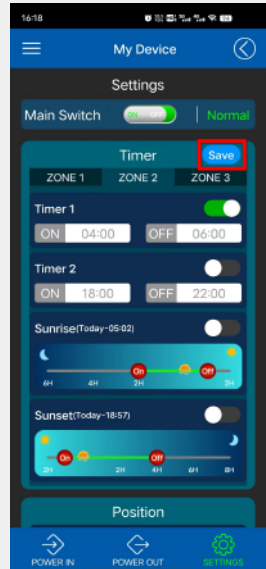 16:18
My Device
Settings
Main Switch ON OFF Normal
Timer Save
ZONE 1 ZONE 2 ZONE 3
Timer 1
ON 04:00 OFF 06:00
Timer 2
ON 18:00 OFF 22:00
Sunrise(Today-05:02)
On Off
6H 4H 2H 2H
Sunset(Today-18:57)
On Off
2H 2H 4H 6H 8H
Position
POWER IN POWER OUT SETTINGS